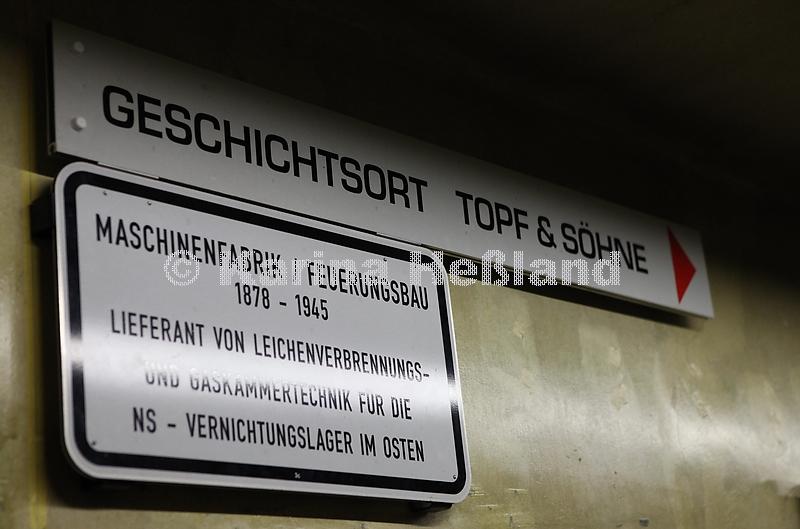 GESCHICHTSORT TOPF & SÖHNE
MASCHINENFABRIK | FEUERUNGSBAU
1878 - 1945
LIEFERANT VON LEICHENVERBRENNUNGS-
UND GASKAMMERTECHNIK FÜR DIE
NS - VERNICHTUNGSLAGER IM OSTEN
© Karina Heßland